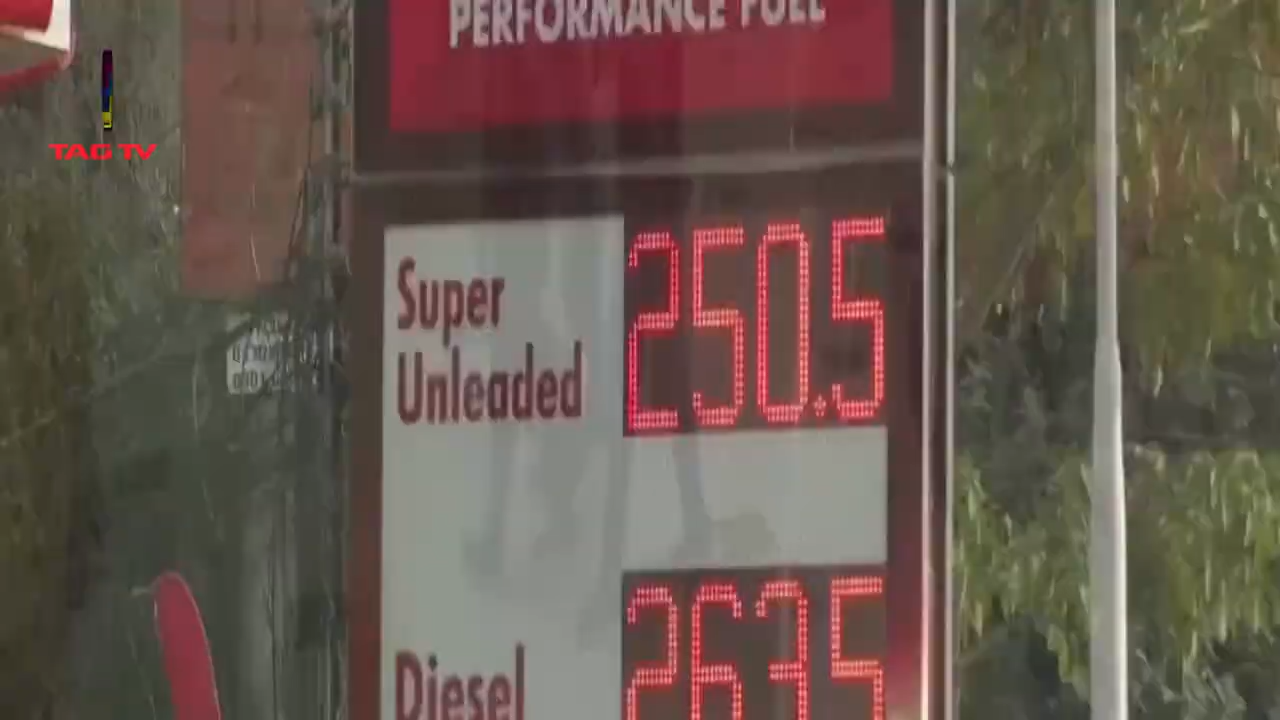 PERFORMANCE FUEL
TAG TV
Super
Unleaded
250.5
Diesel
263.5